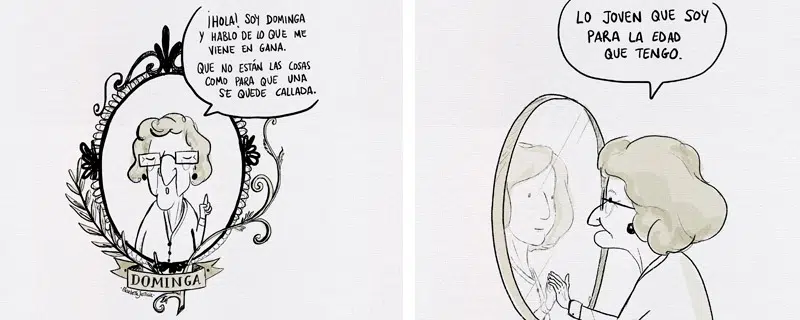 ¡HOLA! SOY DOMINGA
Y HABLO DE LO QUE ME
VIENE EN GANA.
QUE NO ESTÁN LAS COSAS
COMO PARA QUE UNA
SE QUEDE CALLADA.
DOMINGA
LO JOVEN QUE SOY
PARA LA EDAD
QUE TENGO.